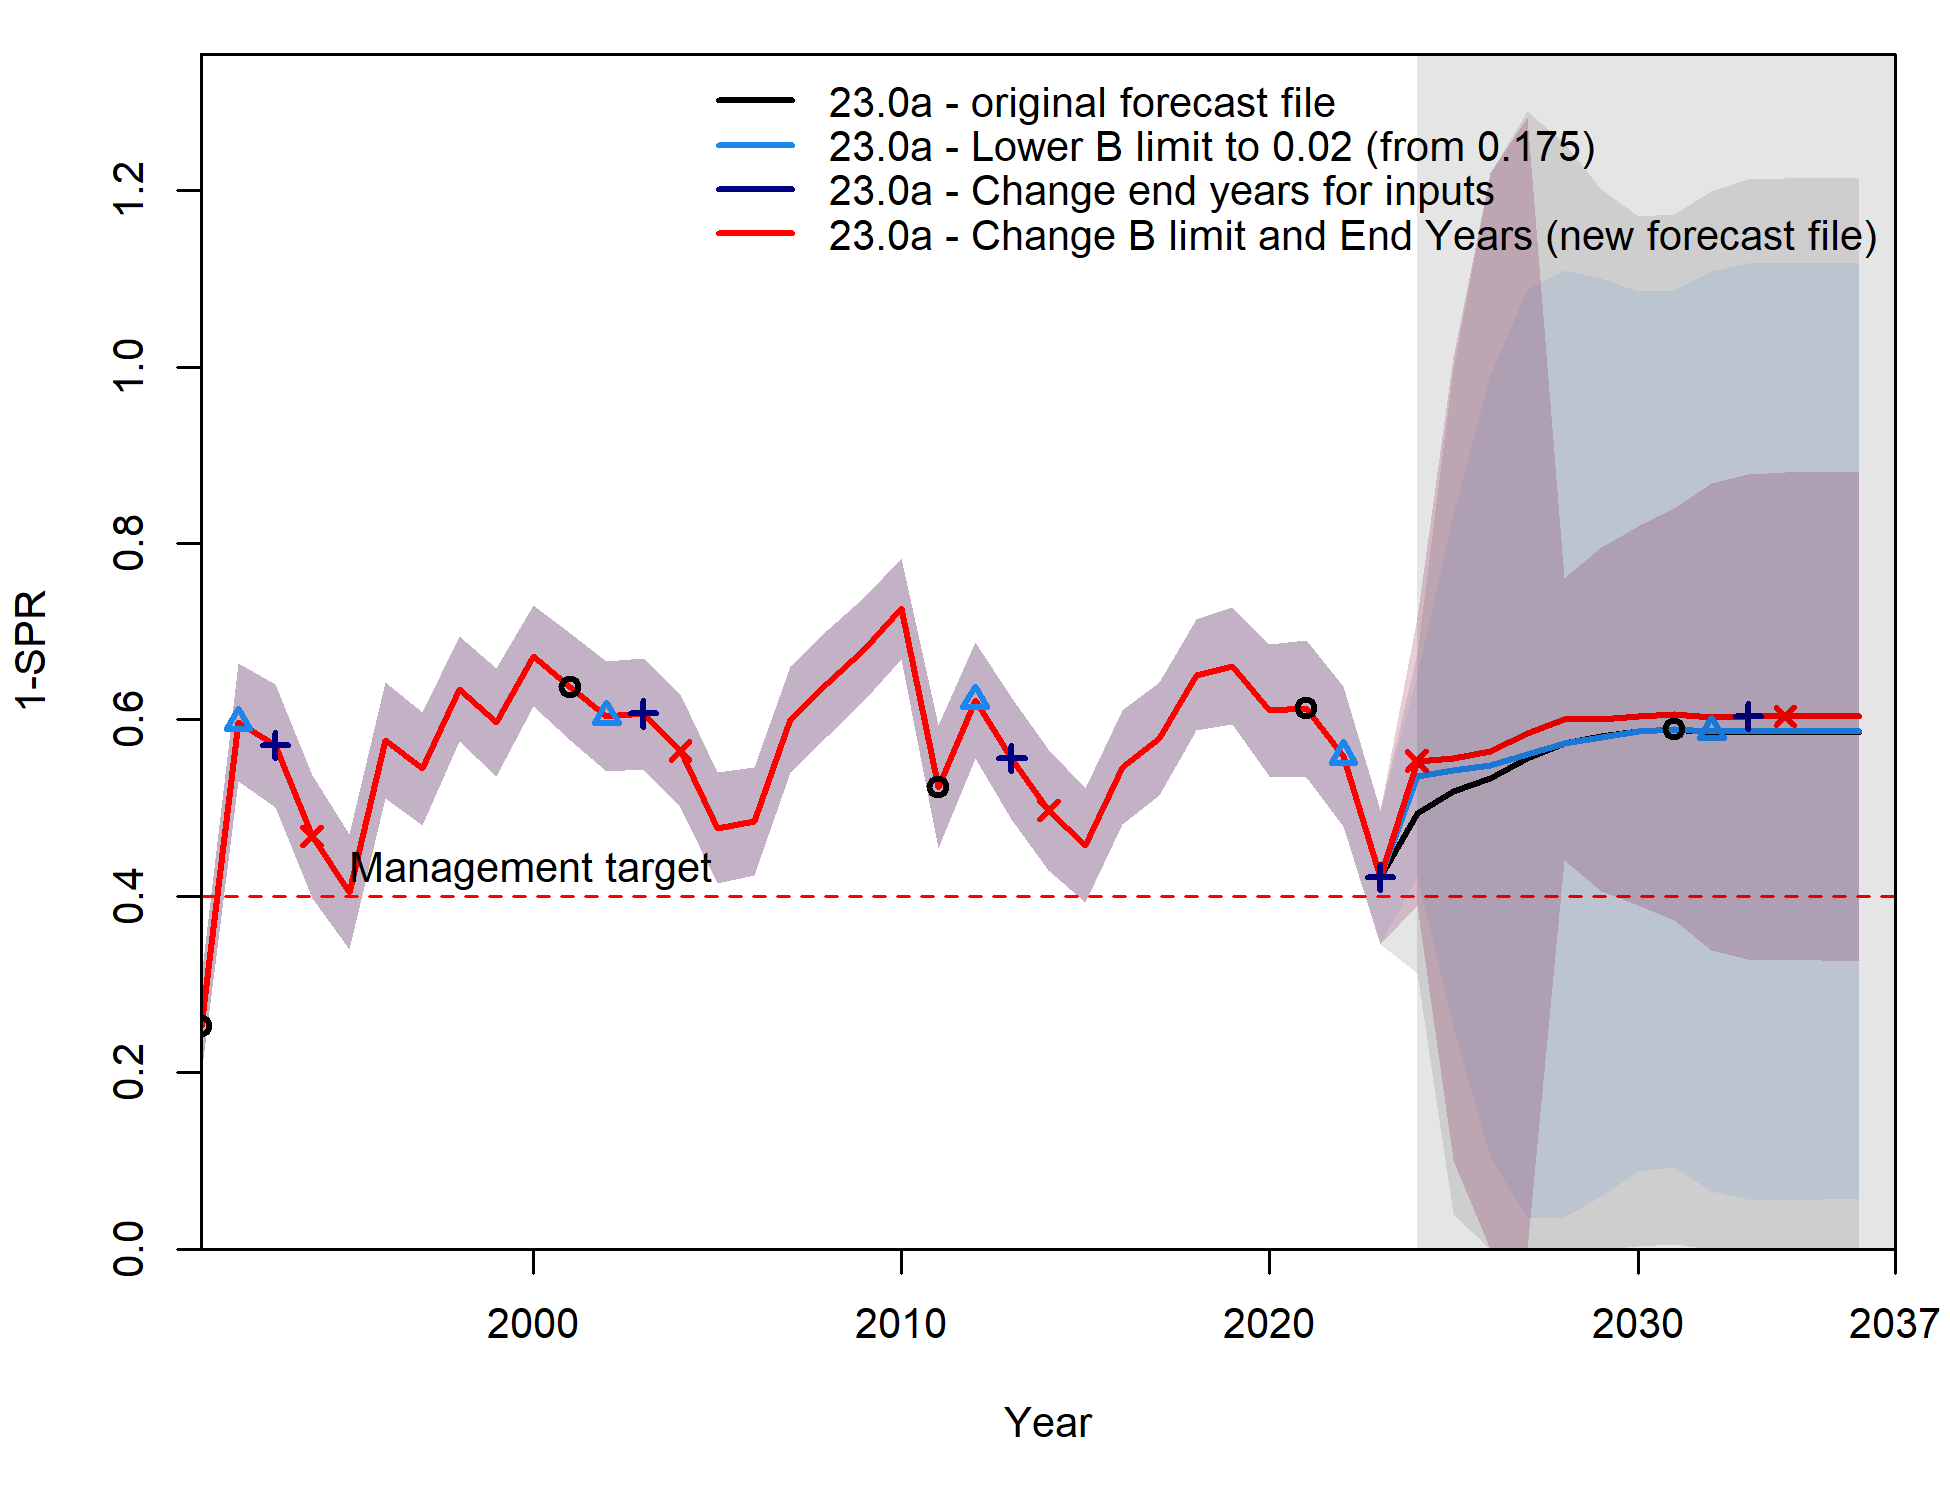 23.0a - original forecast file
23.0a - Lower B limit to 0.02 (from 0.175)
23.0a - Change end years for inputs
23.0a - Change B limit and End Years (new forecast file)
1.2
1.0
0.8
0.6
0.4
0.2
0.0
1-SPR
Management target
2000
2010
2020
2030
2037
Year